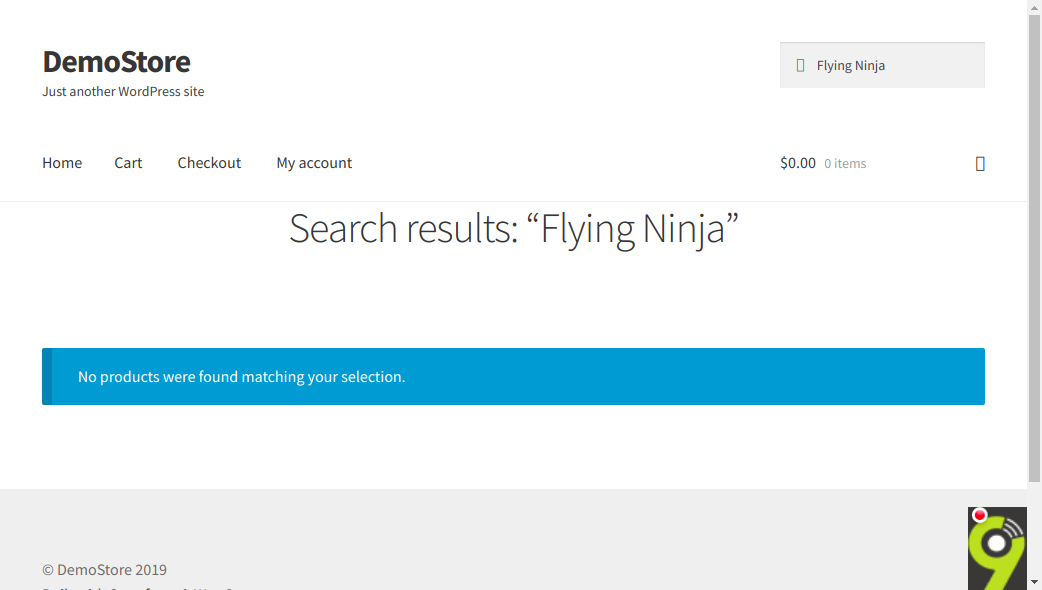 DemoStore
Just another WordPress site
Flying Ninja
Home Cart Checkout My account
$0.00 0 items
Search results: “Flying Ninja”
No products were found matching your selection.
© DemoStore 2019